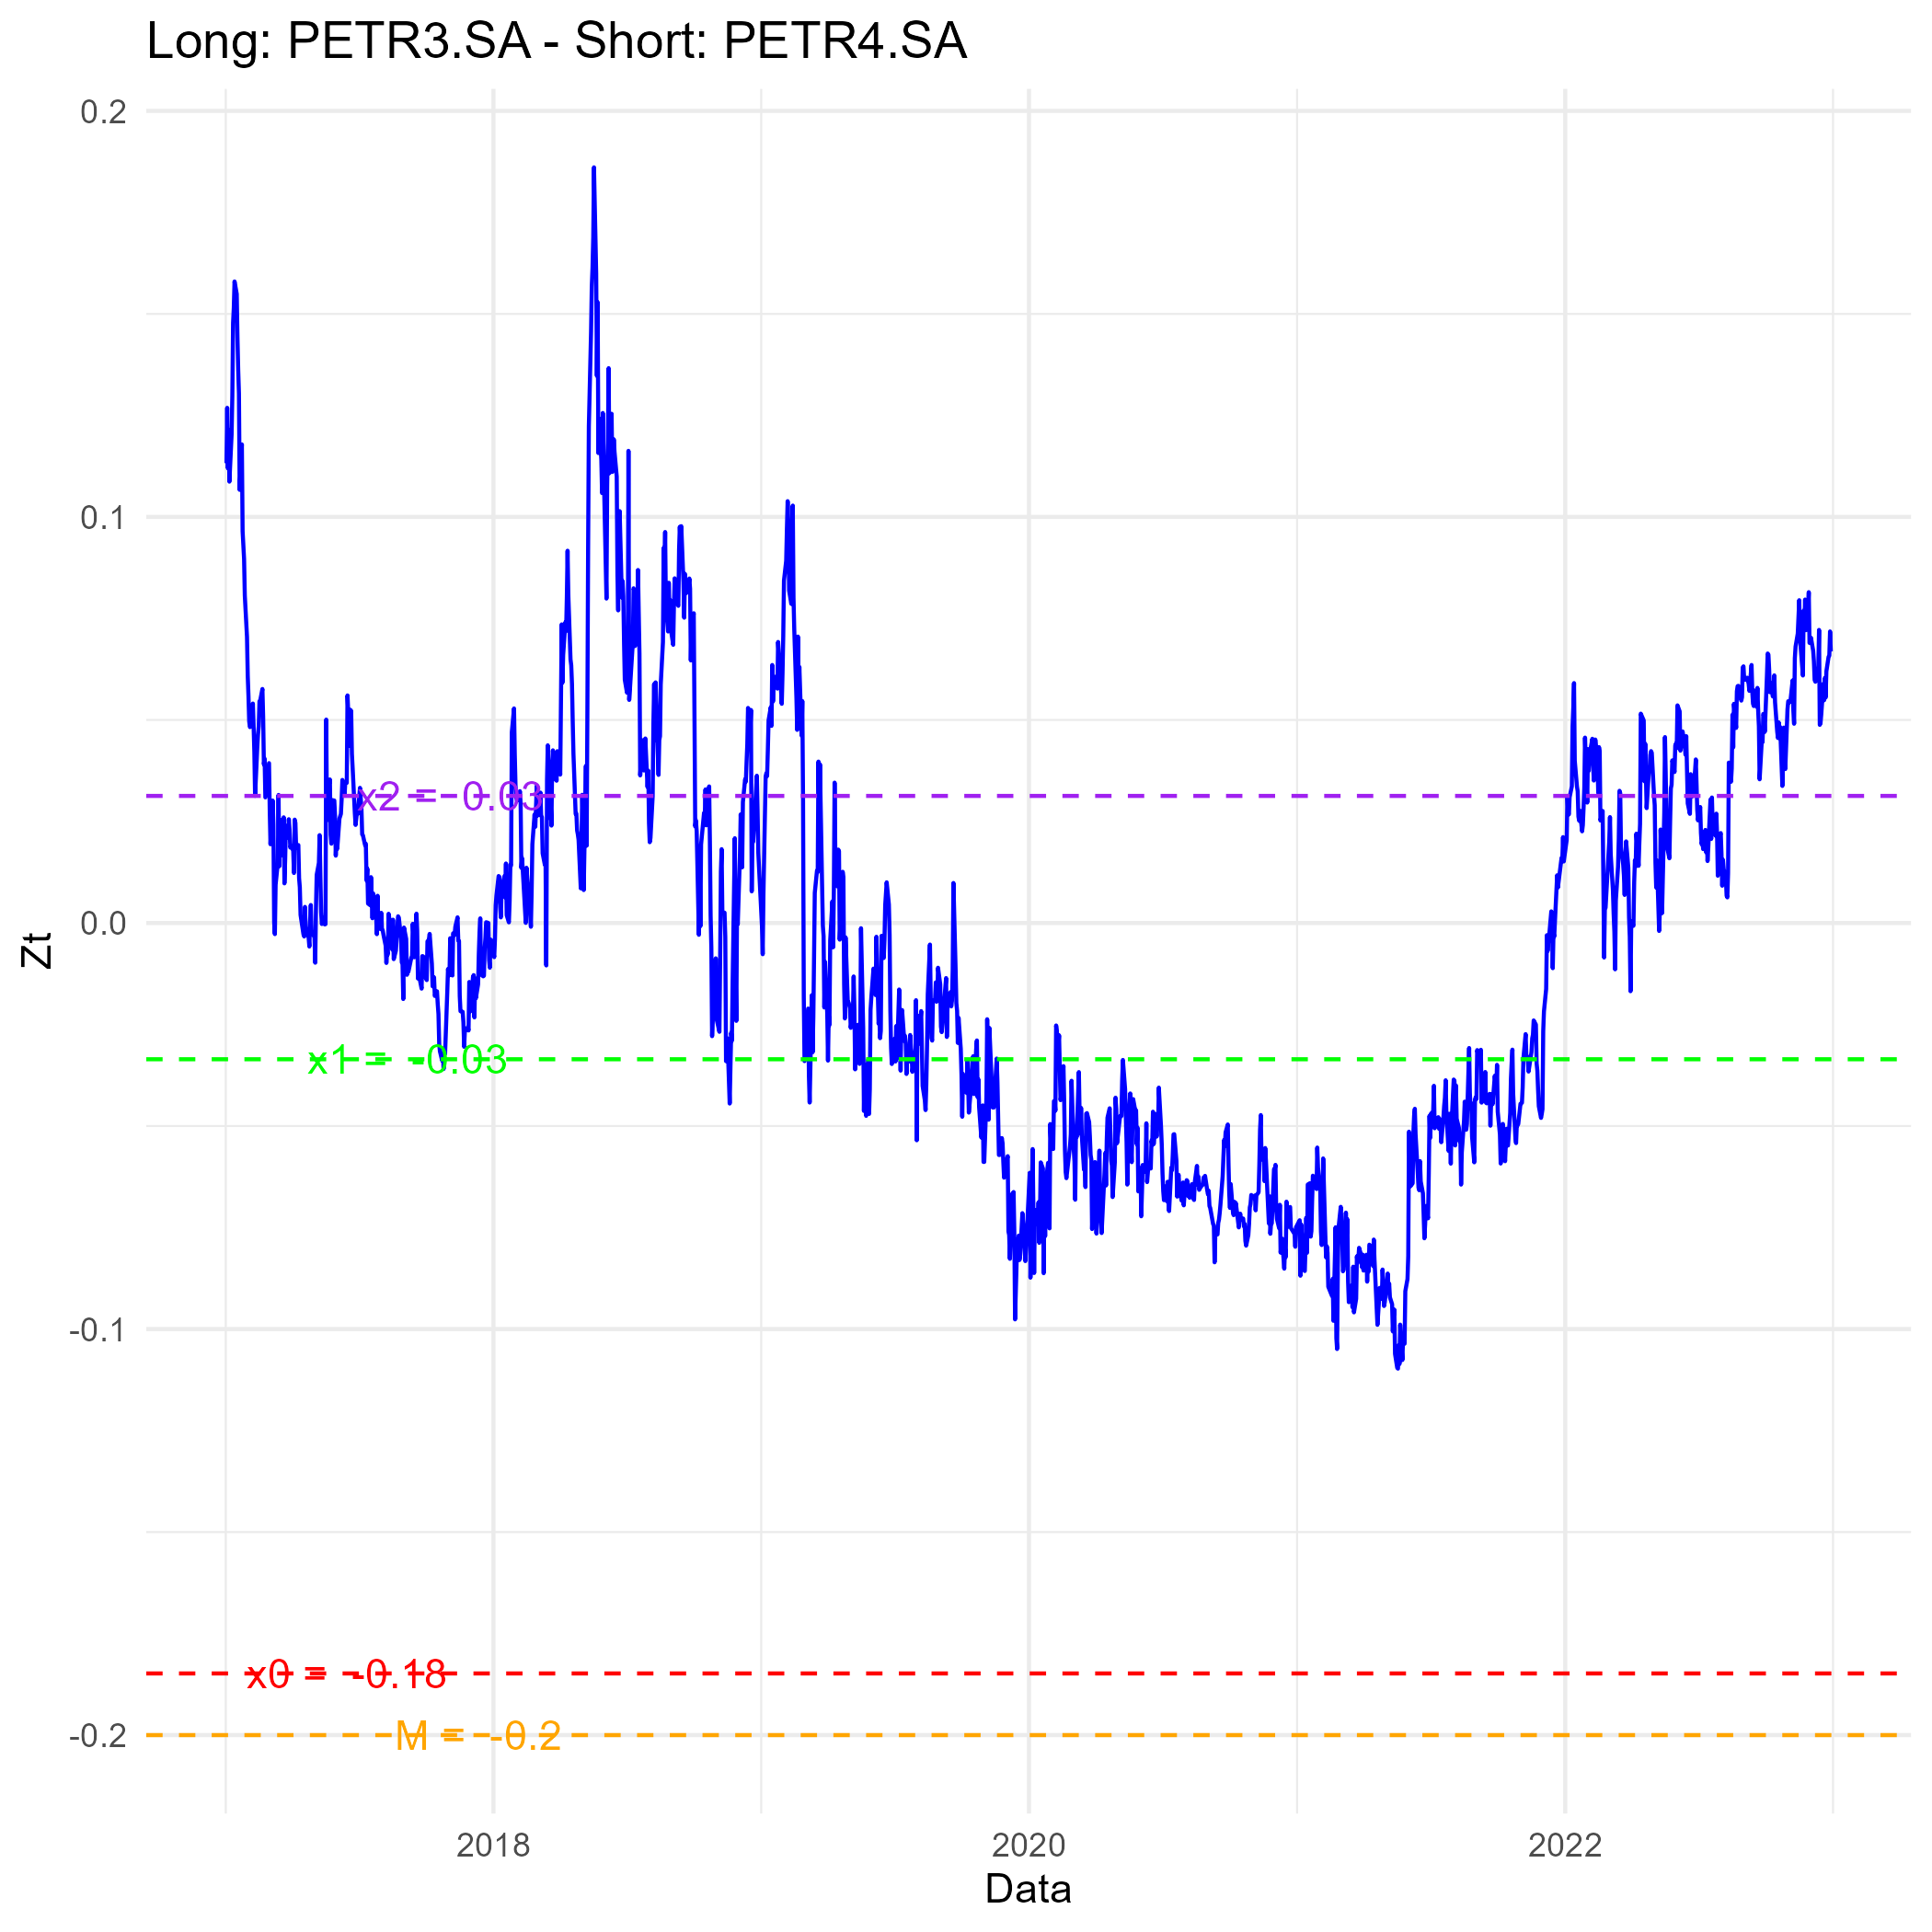 Long: PETR3.SA - Short: PETR4.SA
0.2
0.1
x2 = 0.03
0.0
Zt
x1 = -0.03
-0.1
x0 = -0.18
M = -0.2
-0.2
2018 2020 2022
Data